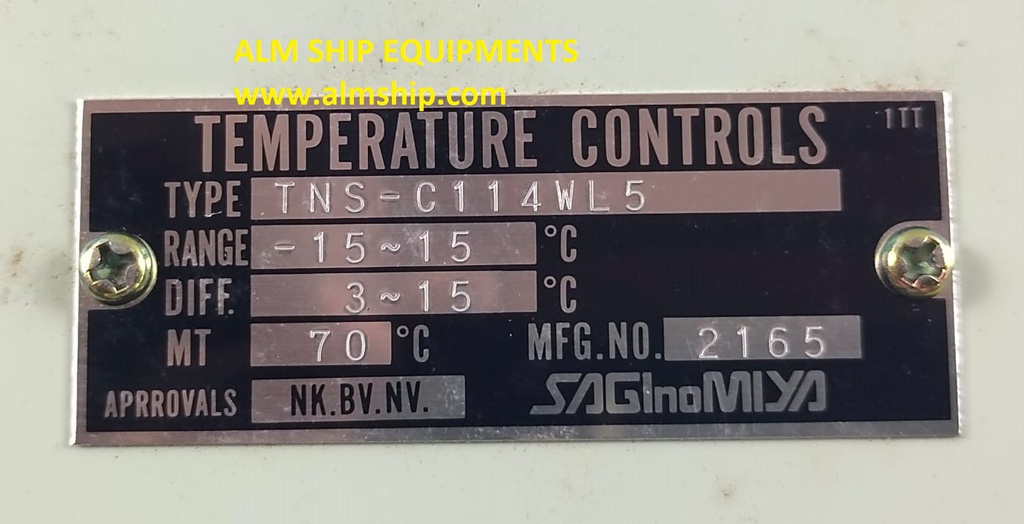 ALM SHIP EQUIPMENTS
www.almship.com
TEMPERATURE CONTROLS 1TT
TYPE TNS-C114WL5
RANGE -15~15 °C
DIFF. 3~15 °C
MT 70 °C MFG.NO. 2165
APRROVALS NK.BV.NV. SAGInoMIYA